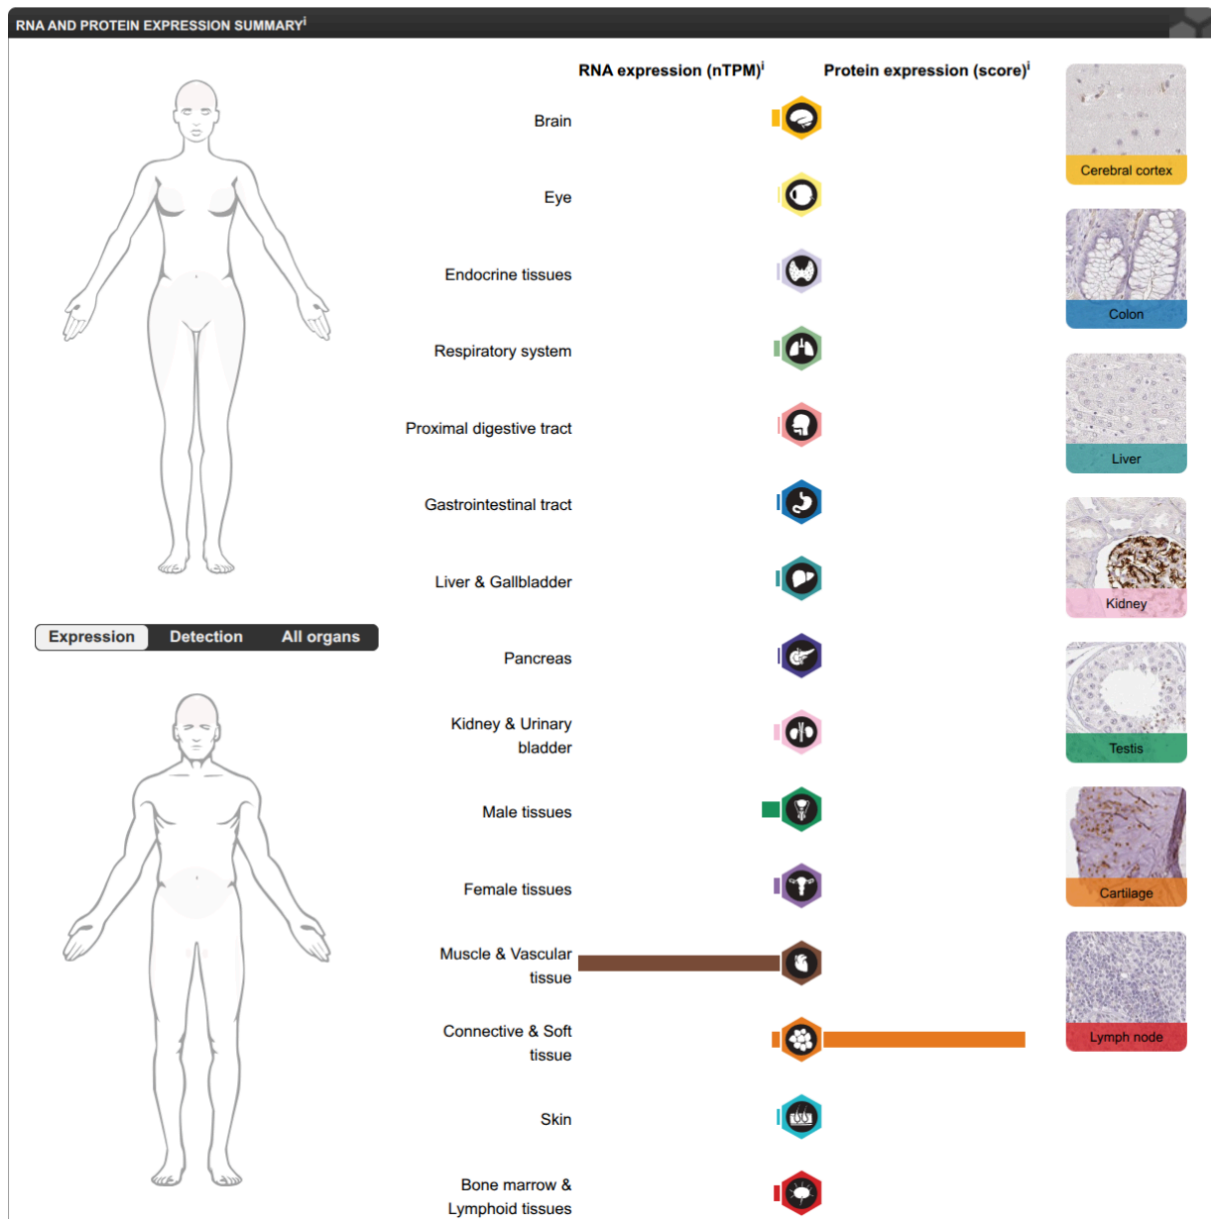 RNA AND PROTEIN EXPRESSION SUMMARYi
RNA expression (nTPM)i
Protein expression (score)i
Brain
Eye
Endocrine tissues
Respiratory system
Proximal digestive tract
Gastrointestinal tract
Liver & Gallbladder
Expression Detection All organs
Pancreas
Kidney & Urinary
bladder
Male tissues
Female tissues
Muscle & Vascular
tissue
Connective & Soft
tissue
Skin
Bone marrow &
Lymphoid tissues
Cerebral cortex
Colon
Liver
Kidney
Testis
Cartilage
Lymph node